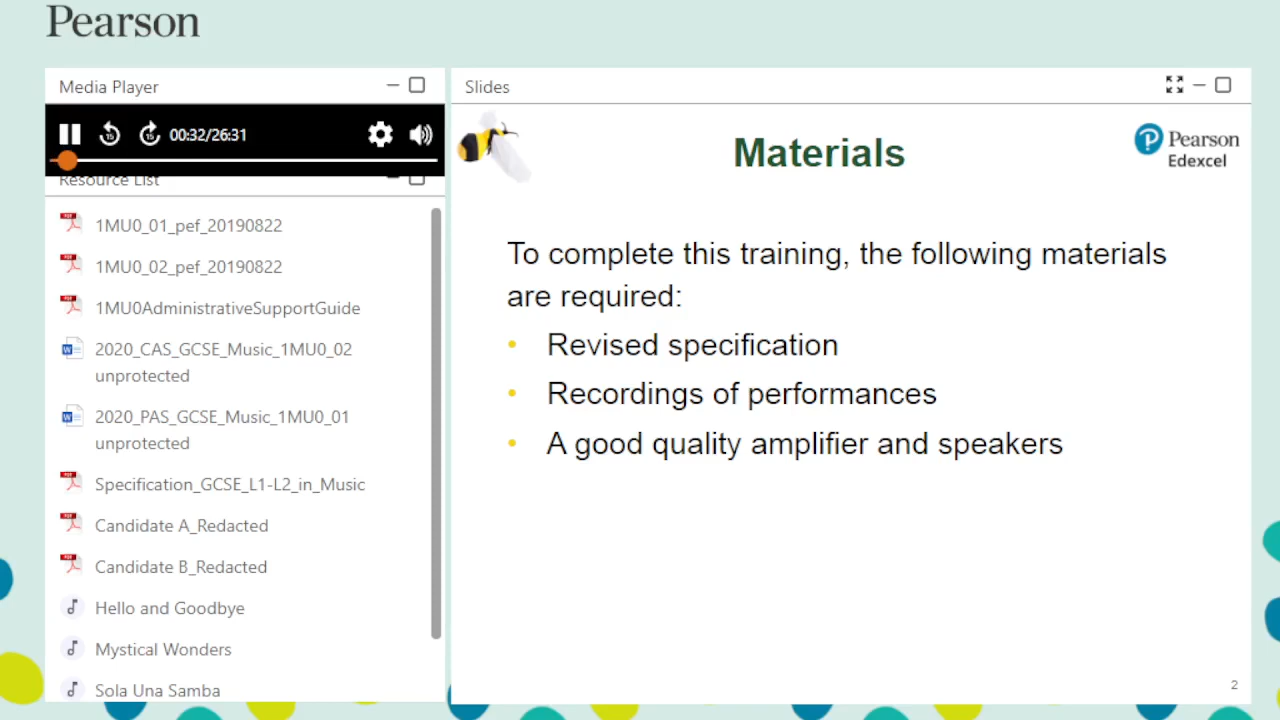 Pearson
Media Player
00:32/26:31
Resource List
1MU0_01_pef_20190822
1MU0_02_pef_20190822
1MU0AdministrativeSupportGuide
2020_CAS_GCSE_Music_1MU0_02
unprotected
2020_PAS_GCSE_Music_1MU0_01
unprotected
Specification_GCSE_L1-L2_in_Music
Candidate A_Redacted
Candidate B_Redacted
Hello and Goodbye
Mystical Wonders
Sola Una Samba
Slides
Materials
Pearson
Edexcel
To complete this training, the following materials
are required:
• Revised specification
• Recordings of performances
• A good quality amplifier and speakers
2